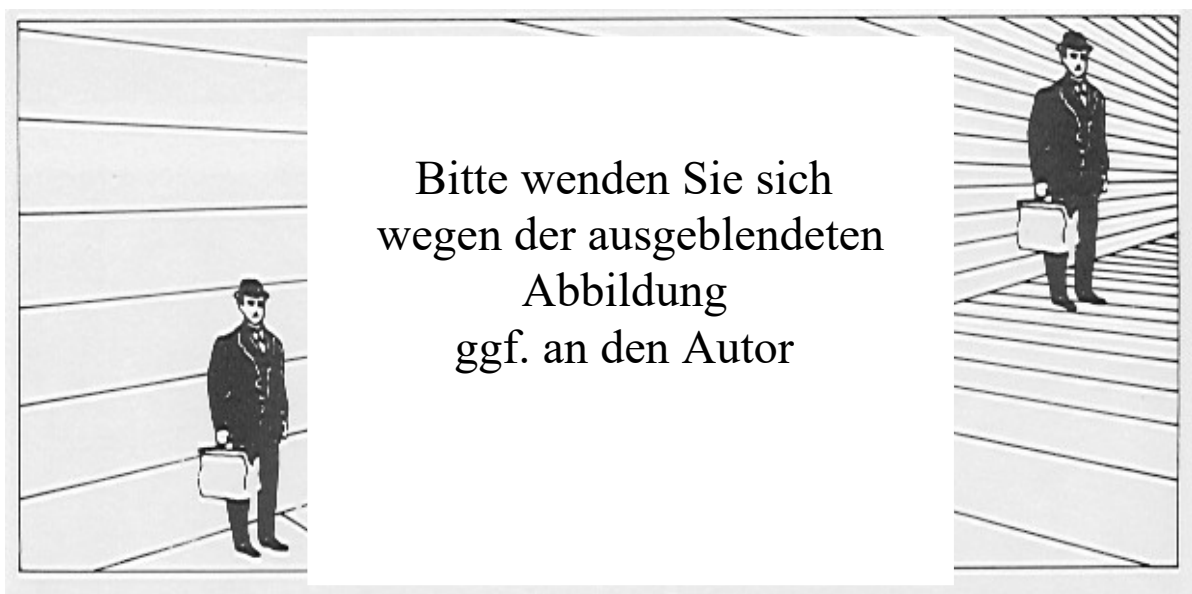 Bitte wenden Sie sich
wegen der ausgeblendeten
Abbildung
ggf. an den Autor